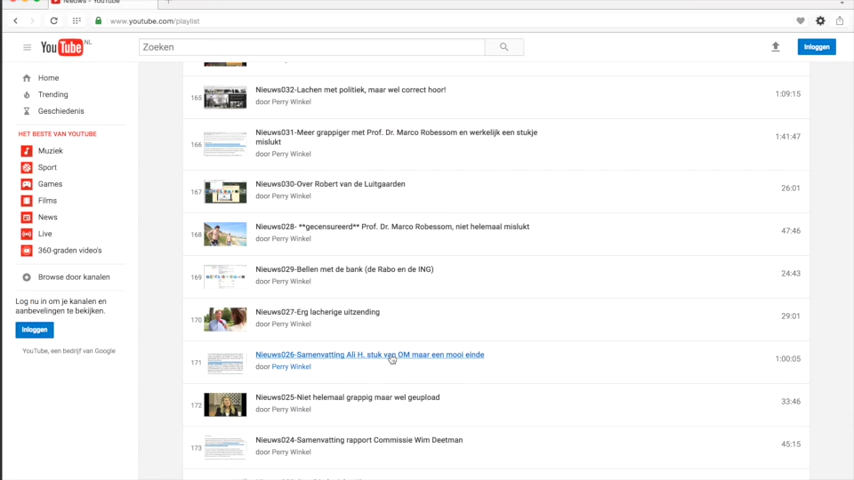 Nieuws - YouTube
www.youtube.com/playlist
YouTube NL
Zoeken
Inloggen
Home
Trending
Geschiedenis
HET BESTE VAN YOUTUBE
Muziek
Sport
Games
Films
News
Live
360-graden video's
Browse door kanalen
Log nu in om je kanalen en
aanbevelingen te bekijken.
Inloggen
YouTube, een bedrijf van Google
165
Nieuws032-Lachen met politiek, maar wel correct hoor!
door Perry Winkel
1:09:15
166
Nieuws031-Meer grappiger met Prof. Dr. Marco Robessom en werkelijk een stukje
mislukt
door Perry Winkel
1:41:47
167
Nieuws030-Over Robert van de Luitgaarden
door Perry Winkel
26:01
168
Nieuws028- **gecensureerd** Prof. Dr. Marco Robessom, niet helemaal mislukt
door Perry Winkel
47:46
169
Nieuws029-Bellen met de bank (de Rabo en de ING)
door Perry Winkel
24:43
170
Nieuws027-Erg lacherige uitzending
door Perry Winkel
29:01
171
Nieuws026-Samenvatting Ali H. stuk van OM maar een mooi einde
door Perry Winkel
1:00:05
172
Nieuws025-Niet helemaal grappig maar wel geupload
door Perry Winkel
33:46
173
Nieuws024-Samenvatting rapport Commissie Wim Deetman
door Perry Winkel
45:15